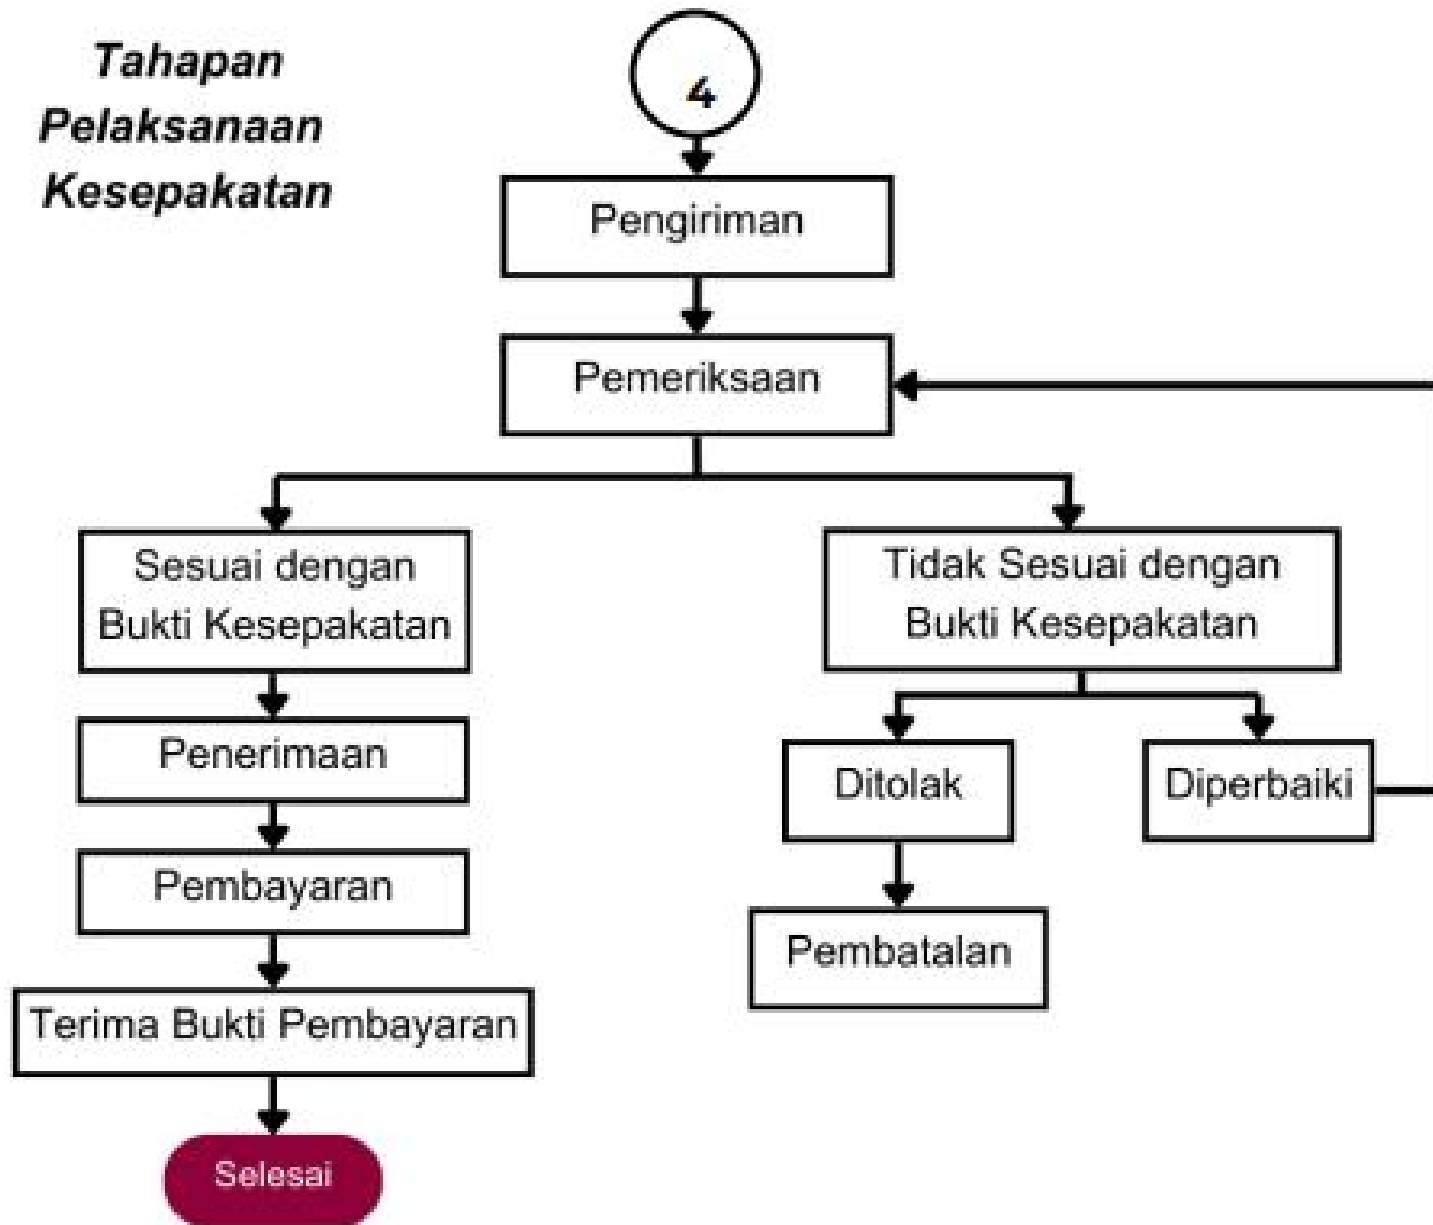 Tahapan
Pelaksanaan
Kesepakatan
4
Pengiriman
Pemeriksaan
Sesuai dengan
Bukti Kesepakatan
Tidak Sesuai dengan
Bukti Kesepakatan
Penerimaan
Ditolak
Diperbaiki
Pembayaran
Pembatalan
Terima Bukti Pembayaran
Selesai